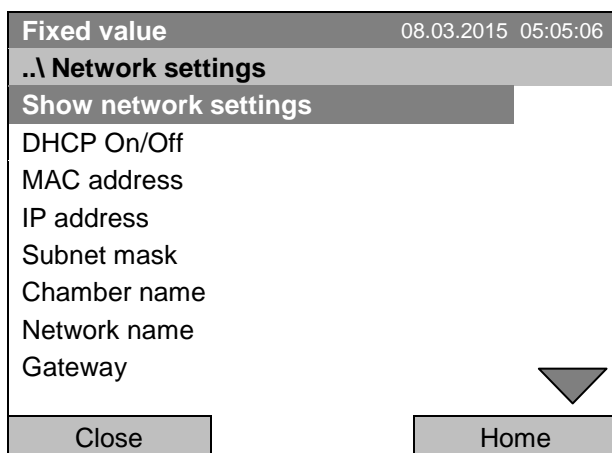 Fixed value 08.03.2015 05:05:06
..\ Network settings
Show network settings
DHCP On/Off
MAC address
IP address
Subnet mask
Chamber name
Network name
Gateway
Close Home